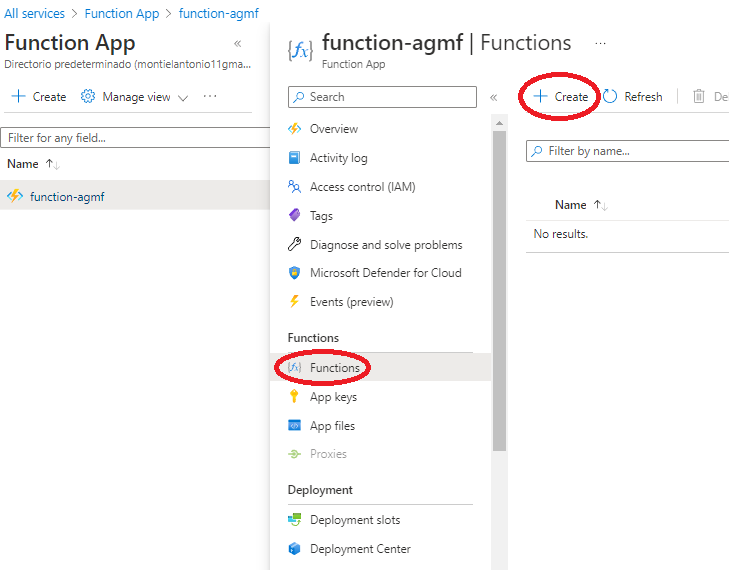 All services > Function App > function-agmf
Function App «
Directorio predeterminado (montielantonio11gma...
+ Create Manage view ...
Filter for any field...
Name ↑↓
function-agmf
function-agmf | Functions ...
Function App
Search «
Overview
Activity log
Access control (IAM)
Tags
Diagnose and solve problems
Microsoft Defender for Cloud
Events (preview)
Functions
Functions
App keys
App files
Proxies
Deployment
Deployment slots
Deployment Center
+ Create Refresh Del
Filter by name...
Name ↑↓
No results.